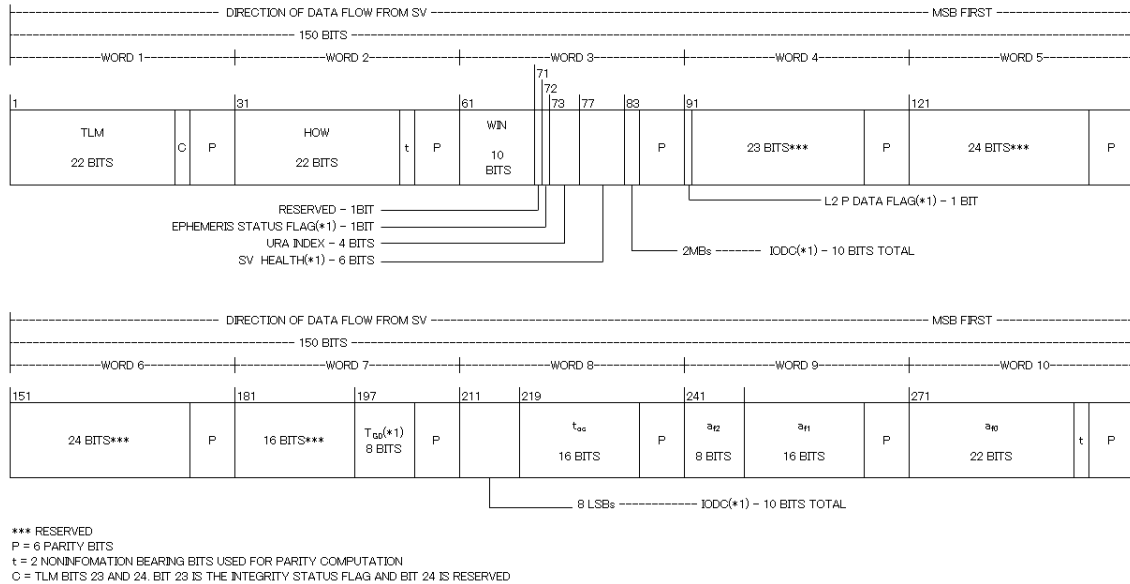 DIRECTION OF DATA FLOW FROM SV MSB FIRST
150 BITS
WORD 1 WORD 2 WORD 3 WORD 4 WORD 5
71
72
1 31 61 73 77 83 91 121
TLM HOW WIN
C P t P P 23 BITS*** P 24 BITS*** P
22 BITS 22 BITS 10
BITS
RESERVED - 1BIT L2 P DATA FLAG(*1) - 1 BIT
EPHEMERIS STATUS FLAG(*1) - 1BIT
URA INDEX - 4 BITS
2MBs IODC(*1) - 10 BITS TOTAL
SV HEALTH(*1) - 6 BITS
DIRECTION OF DATA FLOW FROM SV MSB FIRST
150 BITS
WORD 6 WORD 7 WORD 8 WORD 9 WORD 10
151 181 197 211 219 241 271
24 BITS*** P 16 BITS*** TGD(*1) P P af2 af1 P af0 t P
8 BITS 16 BITS 8 BITS 16 BITS 22 BITS
8 LSBs IODC(*1) - 10 BITS TOTAL
*** RESERVED
P = 6 PARITY BITS
t = 2 NONINFOMATION BEARING BITS USED FOR PARITY COMPUTATION
C = TLM BITS 23 AND 24. BIT 23 IS THE INTEGRITY STATUS FLAG AND BIT 24 IS RESERVED